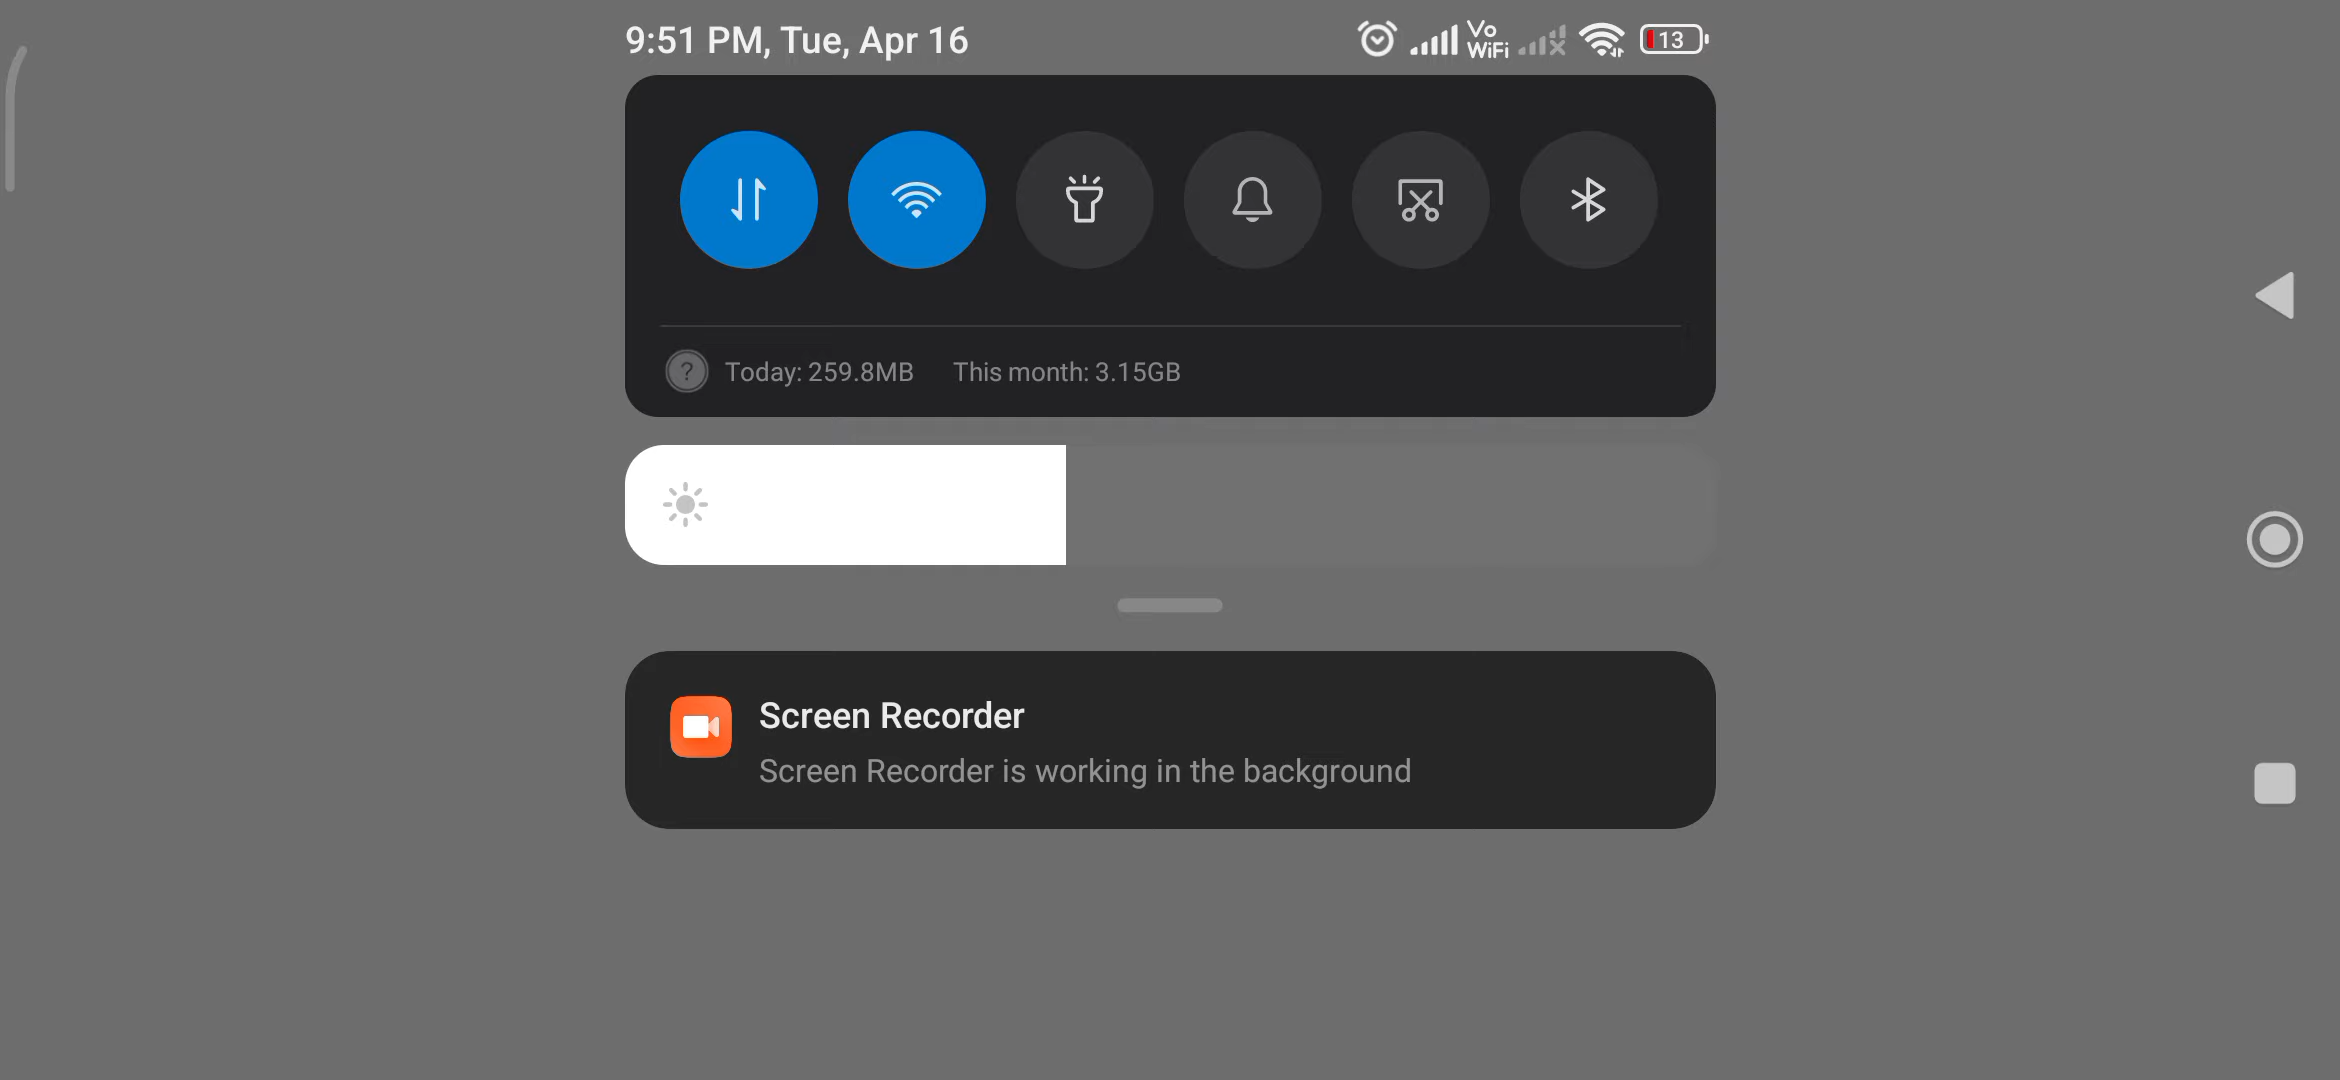 9:51 PM, Tue, Apr 16
Vo
WiFi
13
? Today: 259.8MB This month: 3.15GB
Screen Recorder
Screen Recorder is working in the background